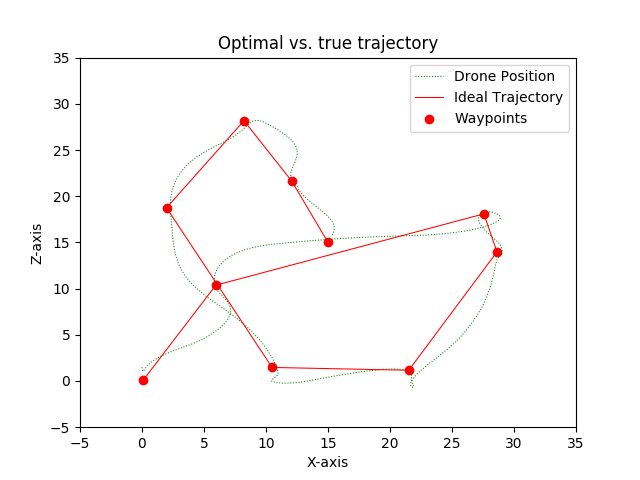 Optimal vs. true trajectory
Drone Position
Ideal Trajectory
Waypoints
35
30
25
20
15
10
5
0
−5
Z-axis
−5 0 5 10 15 20 25 30 35
X-axis